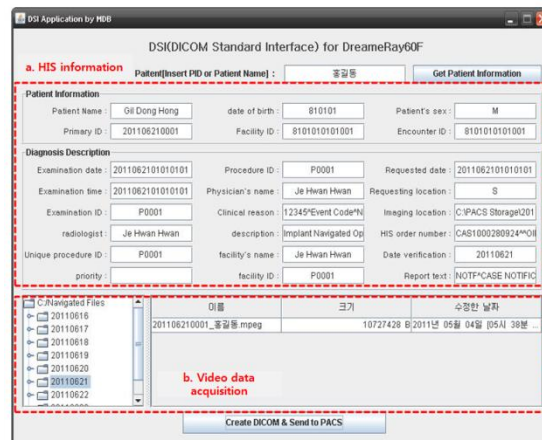 DSI Application by MDB
DSI(DICOM Standard Interface) for DreameRay60F
a. HIS information
Paitent[Insert PID or Patient Name] : 홍길동 Get Patient Information
Patient Information
Patient Name : Gil Dong Hong date of birth : 810101 Patient's sex : M
Primary ID : 201106210001 Facility ID : 8101010101001 Encounter ID : 8101010101001
Diagnosis Description
Examination date : 2011062101010101 Procedure ID : P0001 Requested date : 2011062101010101
Examination time : 2011062101010101 Physician's name : Je Hwan Hwan Requesting location : S
Examination ID : P0001 Clinical reason : 12345^Event Code^N Imaging location : C:\PACS Storage\201
radiologist : Je Hwan Hwan description : Implant Navigated Op HIS order number : CAS1000280924^^OII
Unique procedure ID : P0001 facility's name : Je Hwan Hwan Date verification : 20110621
priority : facility ID : P0001 Report text : NOTF^CASE NOTIFIC
C:/Navigated Files
20110616
20110617
20110618
20110619
20110620
20110621
20110622
이름 크기 수정한 날짜
201106210001_홍길동.mpeg 10727428 B 2011년 05월 04일 [05시 38분 ...
b. Video data
acquisition
Create DICOM & Send to PACS